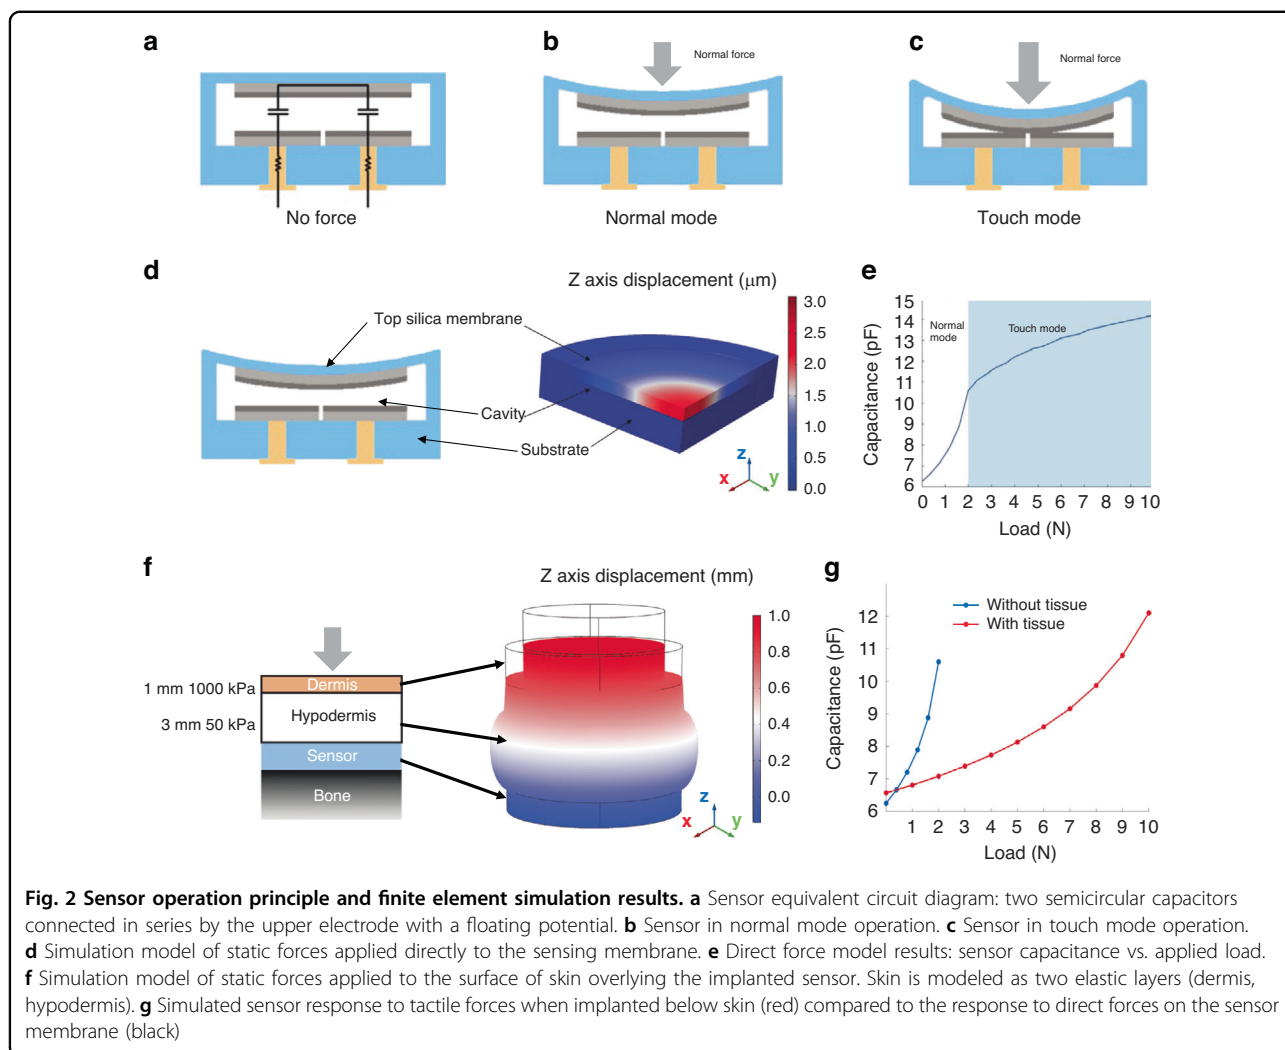 a
No force
b
Normal force
Normal mode
c
Normal force
Touch mode
d
Top silica membrane
Cavity
Substrate
Z axis displacement (μm)
3.0
2.5
2.0
1.5
1.0
0.5
0.0
z
x
y
e
Capacitance (pF)
15
14
13
12
11
10
9
8
7
6
Normal
mode
Touch mode
0 1 2 3 4 5 6 7 8 9 10
Load (N)
f
1 mm 1000 kPa
3 mm 50 kPa
Dermis
Hypodermis
Sensor
Bone
Z axis displacement (mm)
1.0
0.8
0.6
0.4
0.2
0.0
z
x
y
g
Capacitance (pF)
12
11
10
9
8
7
6
Without tissue
With tissue
1 2 3 4 5 6 7 8 9 10
Load (N)
Fig. 2 Sensor operation principle and finite element simulation results. a Sensor equivalent circuit diagram: two semicircular capacitors
connected in series by the upper electrode with a floating potential. b Sensor in normal mode operation. c Sensor in touch mode operation.
d Simulation model of static forces applied directly to the sensing membrane. e Direct force model results: sensor capacitance vs. applied load.
f Simulation model of static forces applied to the surface of skin overlying the implanted sensor. Skin is modeled as two elastic layers (dermis,
hypodermis). g Simulated sensor response to tactile forces when implanted below skin (red) compared to the response to direct forces on the sensor
membrane (black)